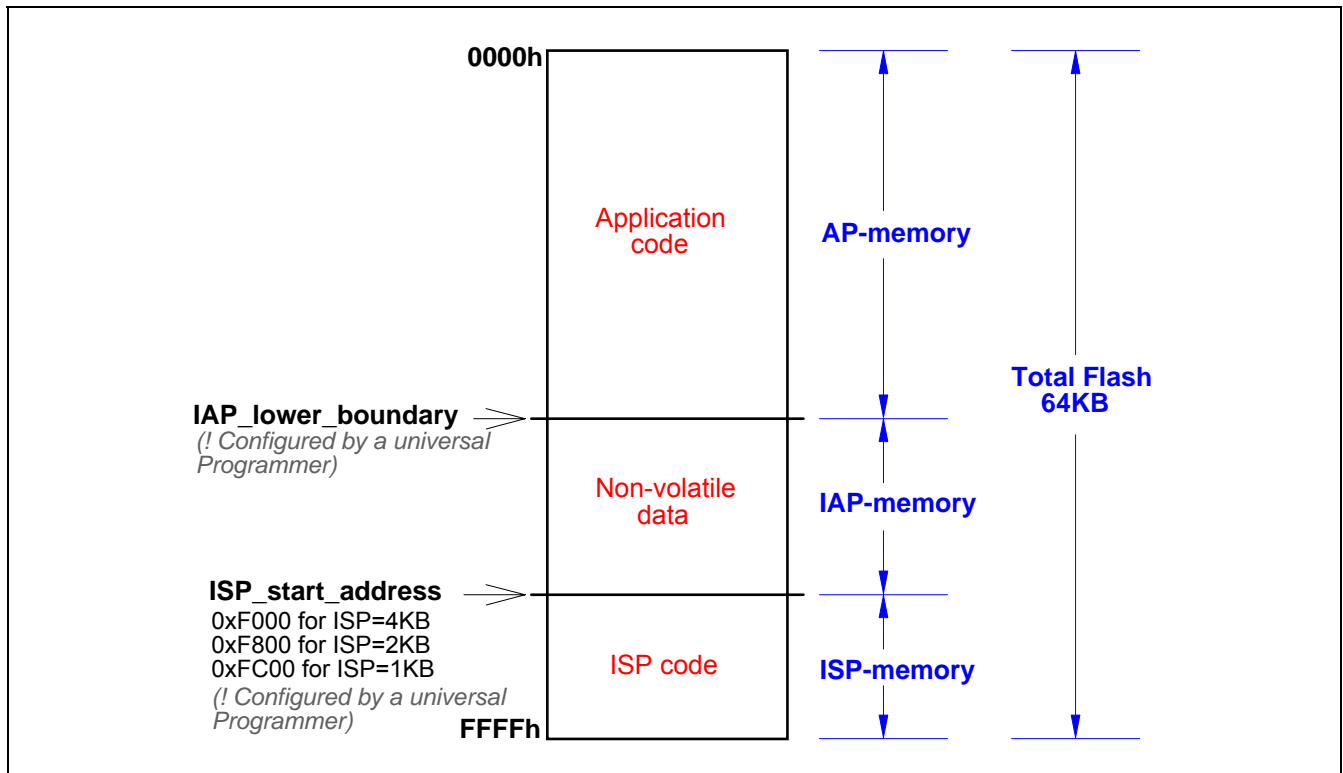 0000h
Application
code
AP-memory
Total Flash
64KB
IAP_lower_boundary
(! Configured by a universal
Programmer)
Non-volatile
data
IAP-memory
ISP_start_address
0xF000 for ISP=4KB
0xF800 for ISP=2KB
0xFC00 for ISP=1KB
(! Configured by a universal
Programmer)
ISP code
ISP-memory
FFFFh